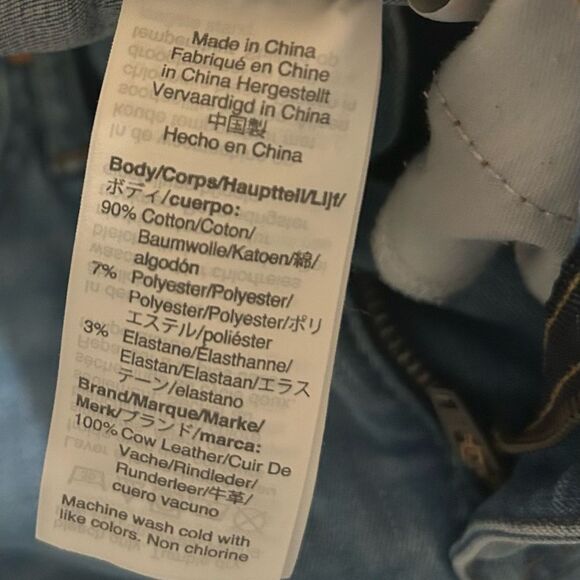 Made in China
Fabriqué en Chine
in China Hergestellt
Vervaardigd in China
中国製
Hecho en China
Body/Corps/Hauptteil/Lijf/
ボディ/cuerpo:
90% Cotton/Coton/
Baumwolle/Katoen/綿/
algodón
7% Polyester/Polyester/
Polyester/Polyester/ポリ
エステル/poliéster
3% Elastane/Élasthanne/
Elastan/Elastaan/エラス
テーン/elastano
Brand/Marque/Marke/
Merk/ブランド/marca:
100% Cow Leather/Cuir De
Vache/Rindleder/
Runderleer/牛革/
cuero vacuno
Machine wash cold with
like colors. Non chlorine